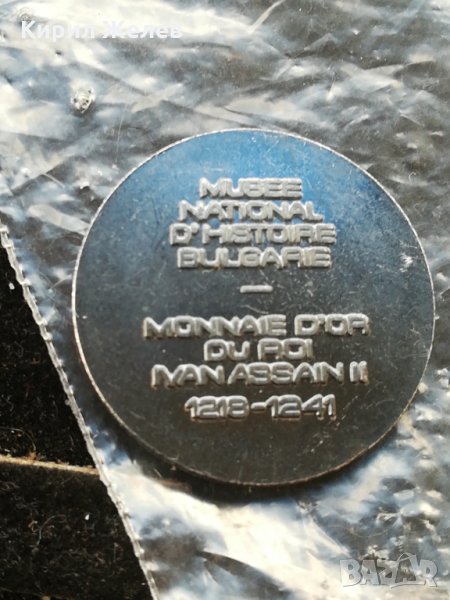 Кирил Желев
MUSEE
NATIONAL
D'HISTOIRE
BULGARIE
—
MONNAIE D'OR
DU ROI
IVAN ASSAIN II
1218-1241
BAZAR